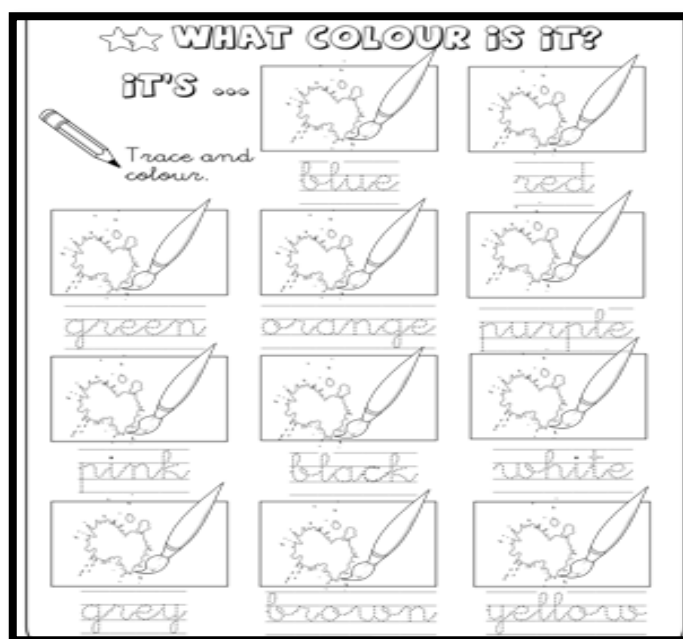 WHAT COLOUR IS IT?
IT'S ...
Trace and
colour.
blue red
green orange purple
pink black white
grey brown yellow